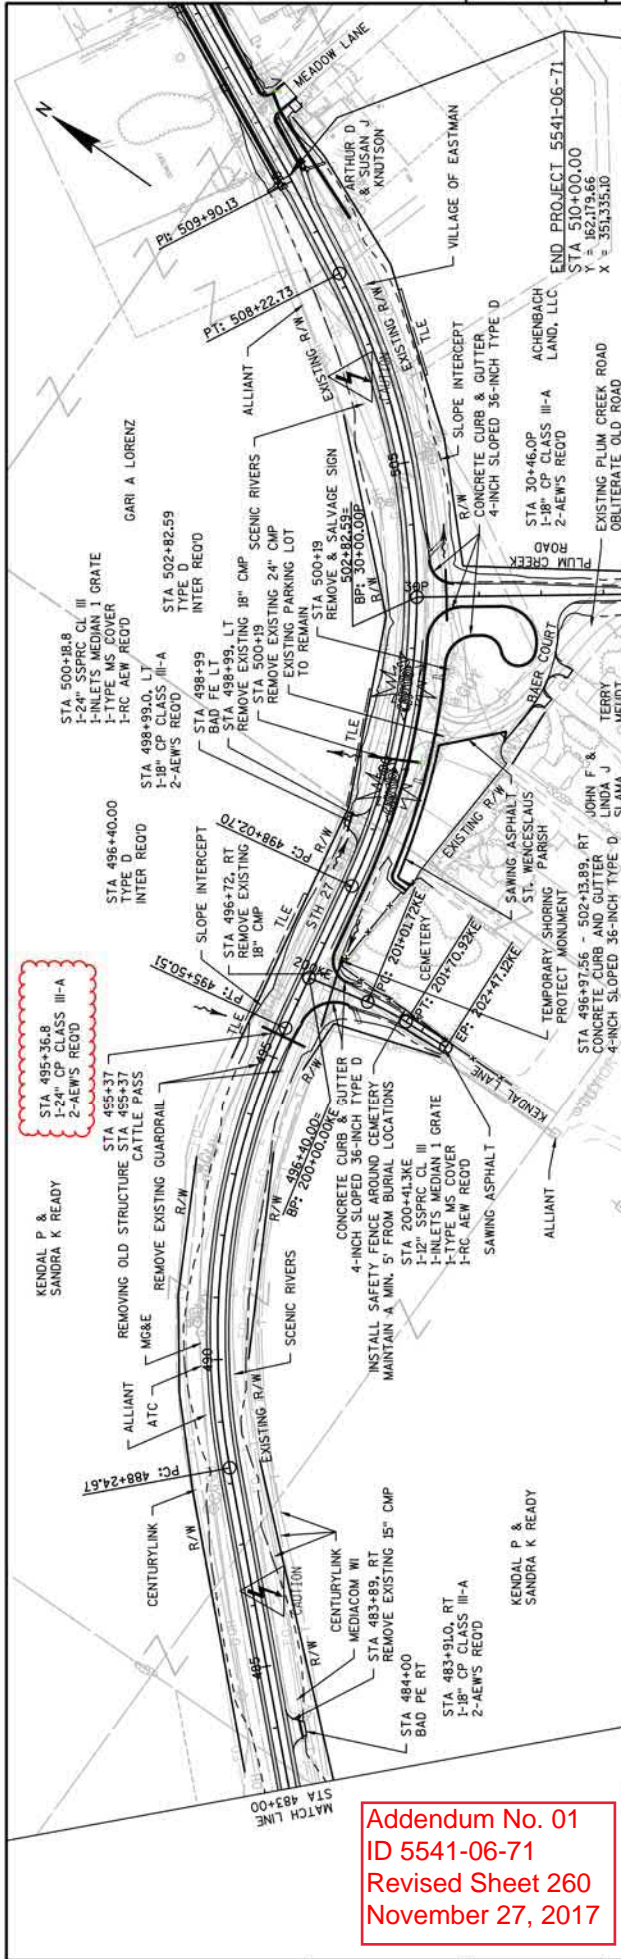 MATCH LINE
STA 483+00
KENDAL P &
SANDRA K READY
STA 495+36.8
1-24" CP CLASS III-A
2-AEW'S REQ'D
STA 496+40.00
TYPE D
INTER REQ'D
STA 500+18.8
1-24" SSPRC CL III
1-INLETS MEDIAN 1 GRATE
1-TYPE MS COVER
1-RC AEW REQ'D
GARI A LORENZ
STA 498+99.0, LT
1-18" CP CLASS III-A
2-AEW'S REQ'D
STA 502+82.59
TYPE D
INTER REQ'D
STA 498+99
BAD FE LT
STA 498+99, LT
REMOVE EXISTING 18" CMP
STA 500+19
REMOVE EXISTING 24" CMP
EXISTING PARKING LOT
TO REMAIN
STA 500+19
REMOVE & SALVAGE SIGN
502+82.59=
BP: 30+00.00P
SCENIC RIVERS
ALLIANT
CENTURYLINK
R/W
PC: 488+24.67
ALLIANT
ATC
MG&E
REMOVING OLD STRUCTURE STA 495+37
STA 495+37
CATTLE PASS
REMOVE EXISTING GUARDRAIL
R/W
TLE
PT: 495+50.51
SLOPE INTERCEPT
STA 496+72, RT
REMOVE EXISTING
18" CMP
TLE
STH 27
PC: 498+02.70
R/W
TLE
R/W
EXISTING R/W
PT: 508+22.73
PI: 509+90.13
N
MEADOW LANE
ARTHUR D
& SUSAN J
KNUTSON
VILLAGE OF EASTMAN
EXISTING R/W
TLE
CAUTION
485
490
495
500
505
30P
CAUTION
R/W
EXISTING R/W
SCENIC RIVERS
R/W
R/W
496+40.00=
BP: 200+00.00KE
200KE
PC: 201+01.72KE
CEMETERY
PT: 201+70.92KE
EP: 202+47.12KE
KENDAL LANE
CENTURYLINK
MEDIACOM WI
STA 483+89, RT
REMOVE EXISTING 15" CMP
STA 484+00
BAD PE RT
STA 483+91.0, RT
1-18" CP CLASS III-A
2-AEW'S REQ'D
KENDAL P &
SANDRA K READY
CONCRETE CURB & GUTTER
4-INCH SLOPED 36-INCH TYPE D
INSTALL SAFETY FENCE AROUND CEMETERY
MAINTAIN A MIN. 5' FROM BURIAL LOCATIONS
STA 200+41.3KE
1-12" SSPRC CL III
1-INLETS MEDIAN 1 GRATE
1-TYPE MS COVER
1-RC AEW REQ'D
SAWING ASPHALT
ALLIANT
TEMPORARY SHORING
PROTECT MONUMENT
STA 496+97.56 - 502+13.89, RT
CONCRETE CURB AND GUTTER
4-INCH SLOPED 36-INCH TYPE D
EXISTING R/W
SAWING ASPHALT
ST. WENCESLAUS
PARISH
JOHN F &
LINDA J
SLAMA
TERRY
MEUDT
BAER COURT
PLUM CREEK
ROAD
R/W
SLOPE INTERCEPT
CONCRETE CURB & GUTTER
4-INCH SLOPED 36-INCH TYPE D
STA 30+46.0P
1-18" CP CLASS III-A
2-AEW'S REQ'D
EXISTING PLUM CREEK ROAD
OBLITERATE OLD ROAD
ACHENBACH
LAND, LLC
END PROJECT 5541-06-71
STA 510+00.00
Y = 162,179.66
X = 351,335.10
Addendum No. 01
ID 5541-06-71
Revised Sheet 260
November 27, 2017